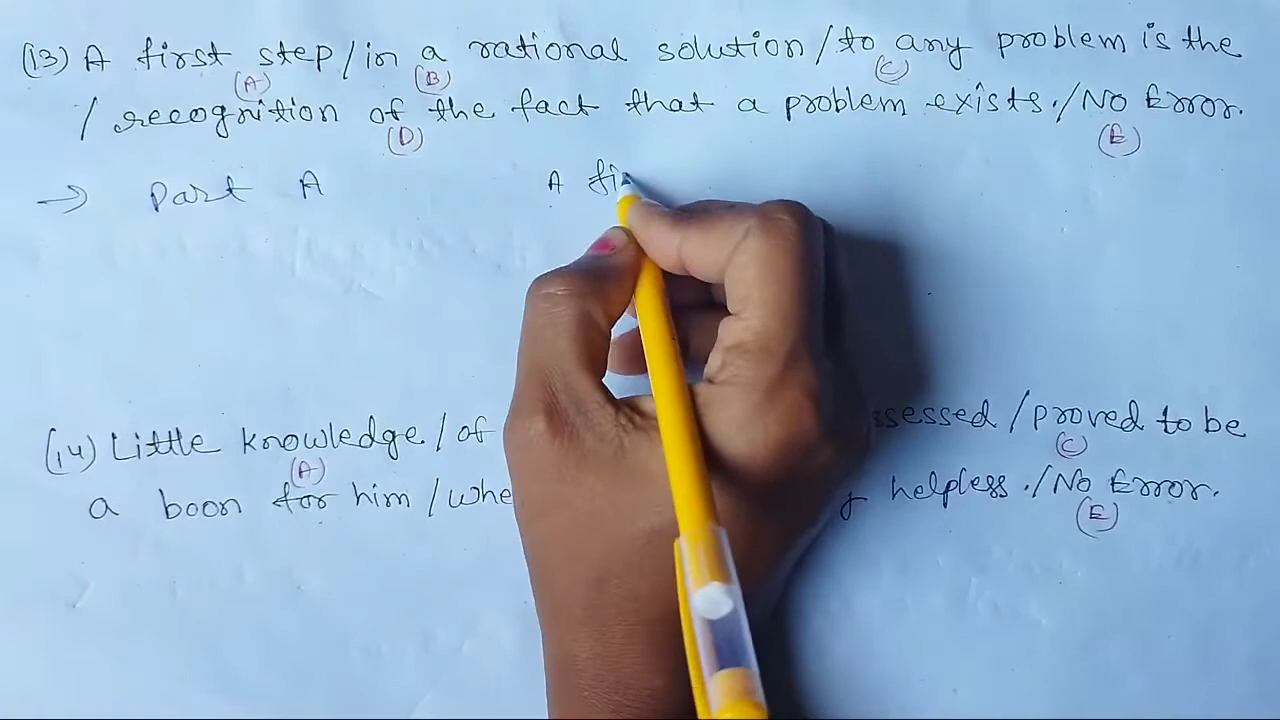 (13) A first step / in a rational solution / to any problem is the
(A) (B) (C)
/ recognition of the fact that a problem exists. / No Error.
(D) (E)
→ Part A A fi
(14) Little knowledge / of ssessed / proved to be
(A) (C)
a boon for him / whe y helpless . / No Error.
(E)